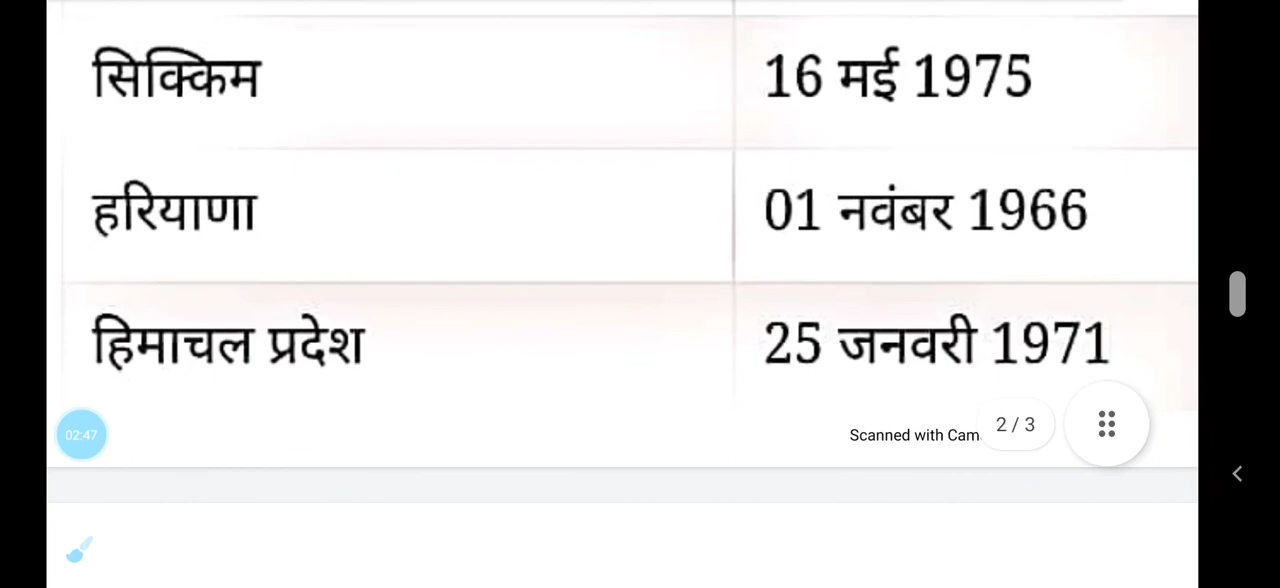 सिक्किम 16 मई 1975
हरियाणा 01 नवंबर 1966
हिमाचल प्रदेश 25 जनवरी 1971
02:47
Scanned with Cam
2 / 3